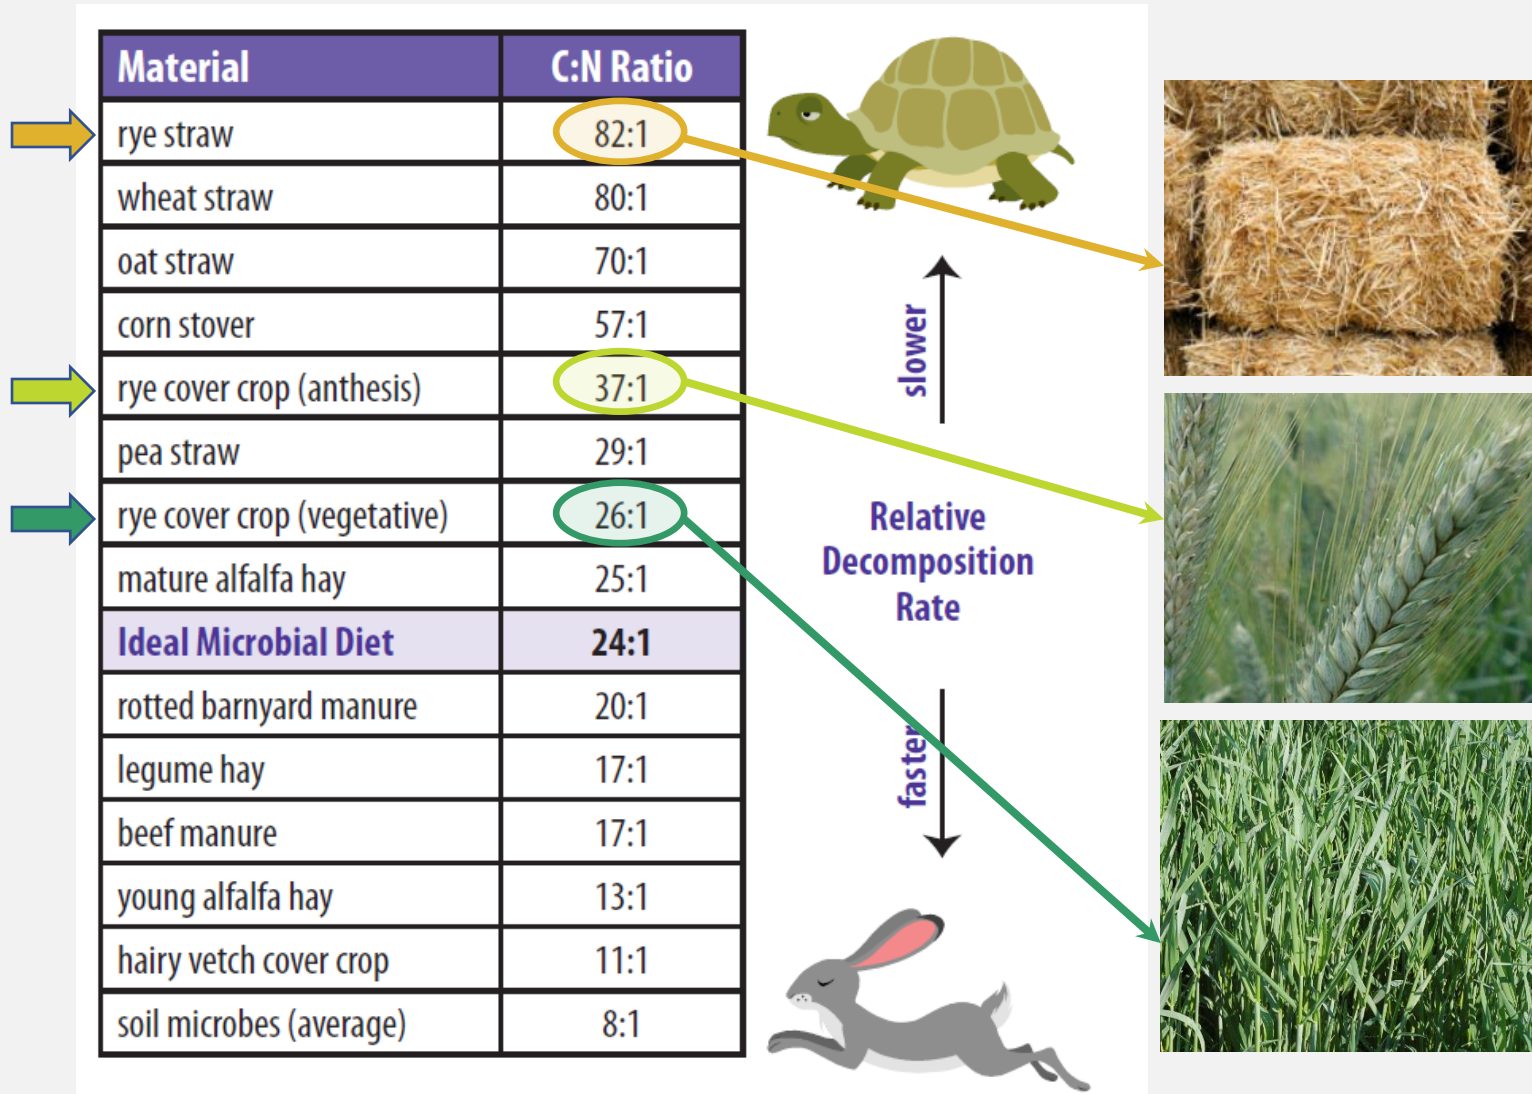 Material C:N Ratio
rye straw 82:1
wheat straw 80:1
oat straw 70:1
corn stover 57:1
rye cover crop (anthesis) 37:1
pea straw 29:1
rye cover crop (vegetative) 26:1
mature alfalfa hay 25:1
Ideal Microbial Diet 24:1
rotted barnyard manure 20:1
legume hay 17:1
beef manure 17:1
young alfalfa hay 13:1
hairy vetch cover crop 11:1
soil microbes (average) 8:1
slower
Relative
Decomposition
Rate
faster